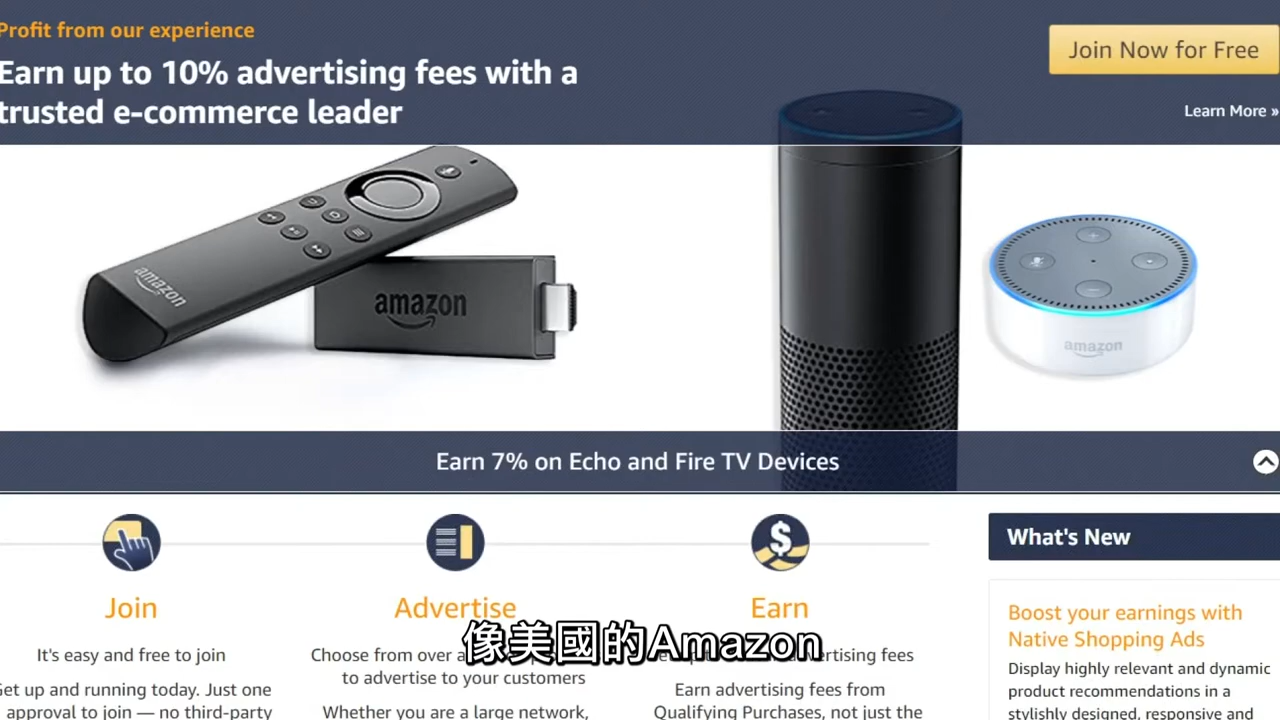 Profit from our experience
Earn up to 10% advertising fees with a
trusted e-commerce leader
Join Now for Free
Learn More »
amazon
amazon
amazon
Earn 7% on Echo and Fire TV Devices
Join
It's easy and free to join
Get up and running today. Just one
approval to join — no third-party
Advertise
Choose from over a
to advertise to your customers
Whether you are a large network,
Earn
advertising fees
Earn advertising fees from
Qualifying Purchases, not just the
What's New
Boost your earnings with
Native Shopping Ads
Display highly relevant and dynamic
product recommendations in a
stylishly designed, responsive and
像美國的Amazon